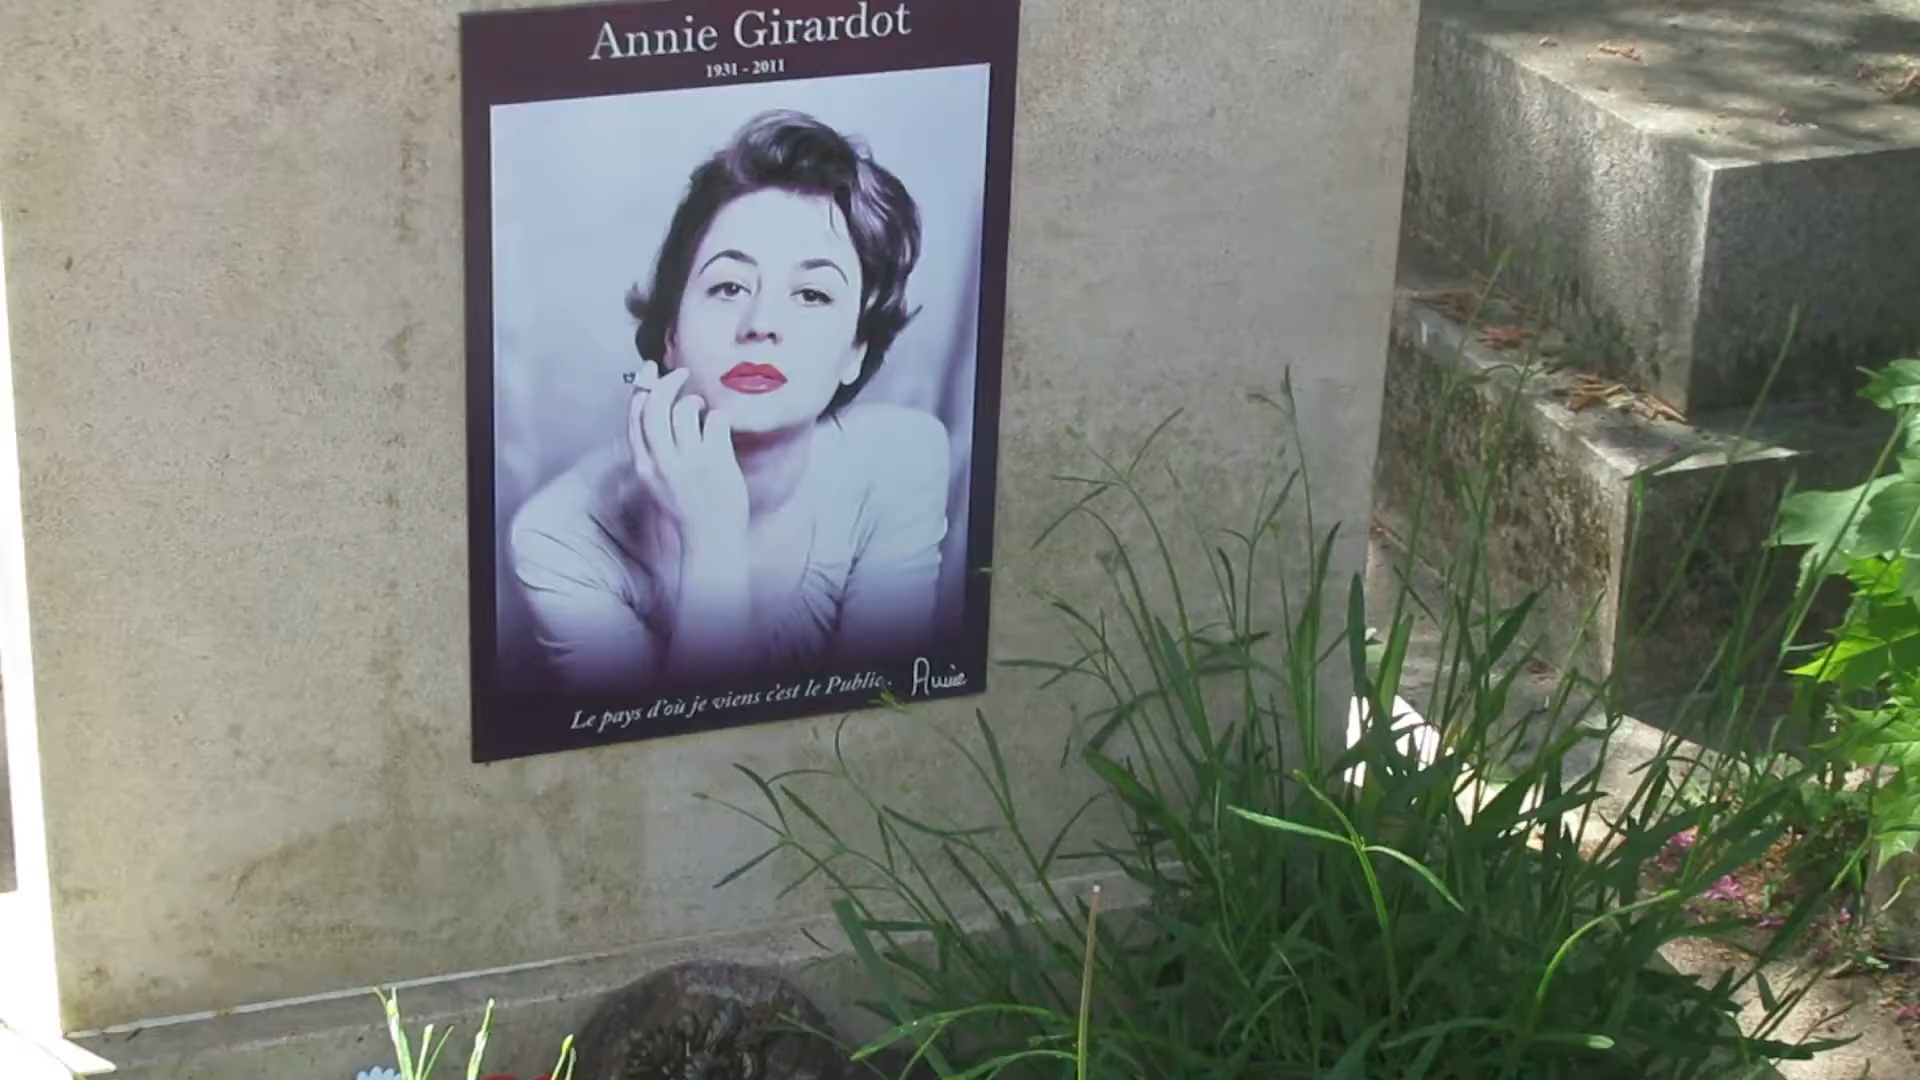 Annie Girardot
1931 - 2011
Le pays d'où je viens c'est le Public.
Annie